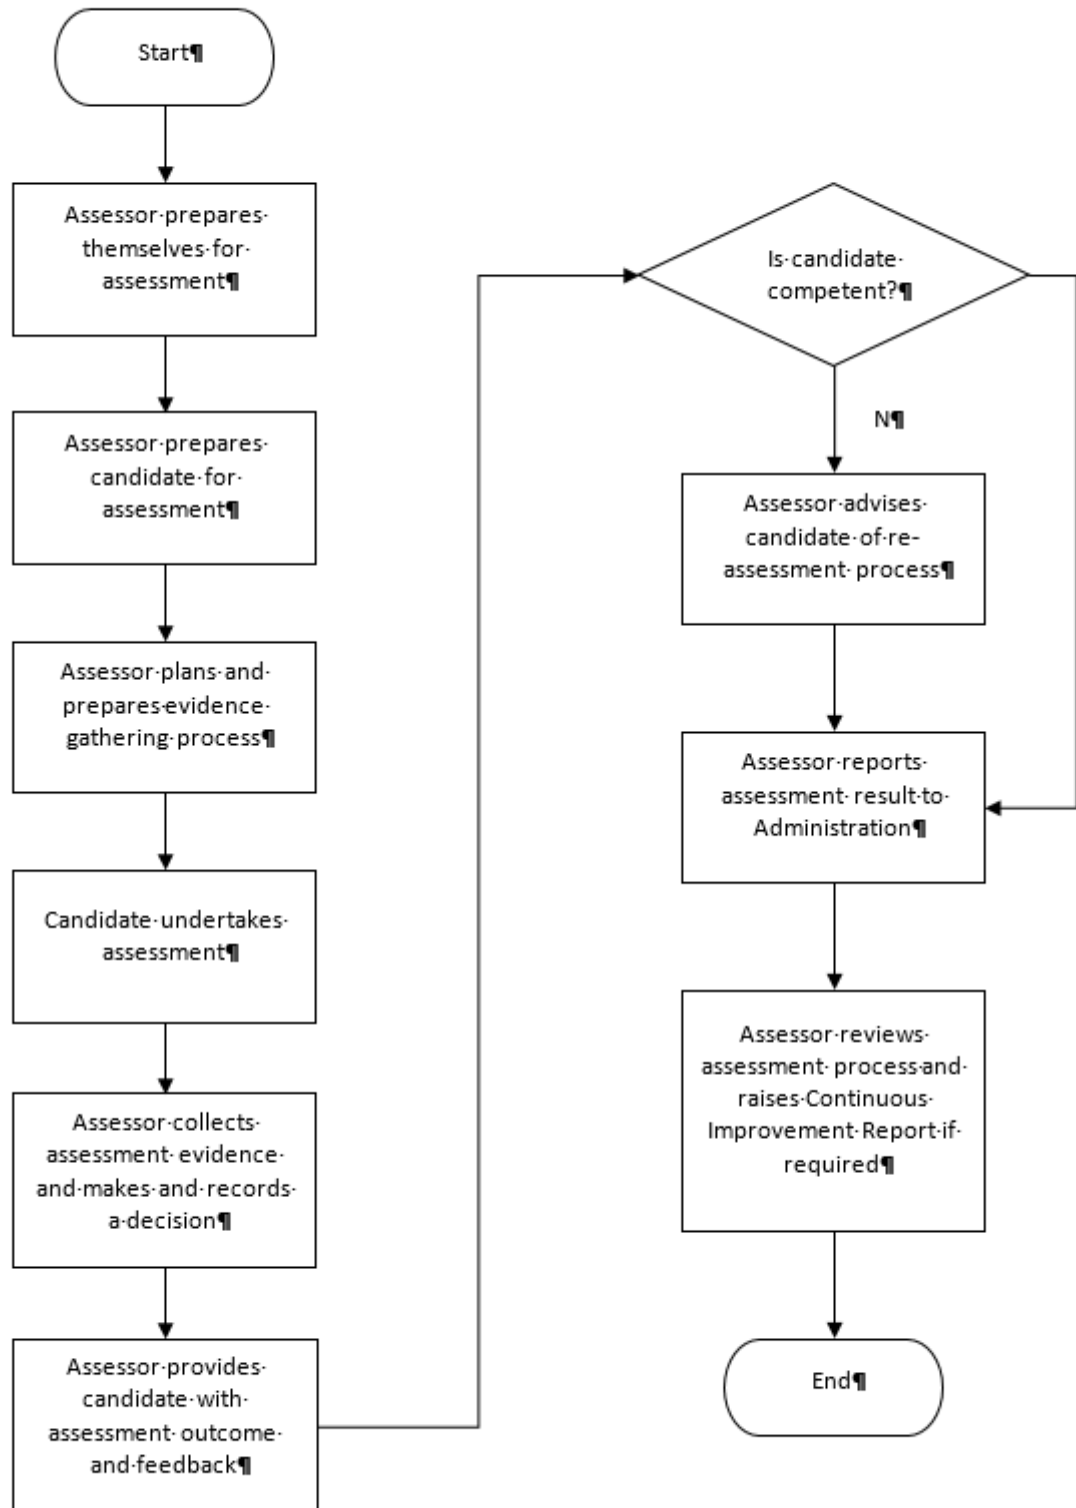 Start¶
Assessor·prepares·
themselves·for·
assessment¶
Assessor·prepares·
candidate·for·
assessment¶
Assessor·plans·and·
prepares·evidence·
gathering·process¶
Candidate·undertakes·
assessment¶
Assessor·collects·
assessment·evidence·
and·makes·and·records·
a·decision¶
Assessor·provides·
candidate·with·
assessment·outcome·
and·feedback¶
Is·candidate·
competent?¶
N¶
Assessor·advises·
candidate·of·re-
assessment·process¶
Assessor·reports·
assessment·result·to·
Administration¶
Assessor·reviews·
assessment·process·and·
raises·Continuous·
Improvement·Report·if·
required¶
End¶